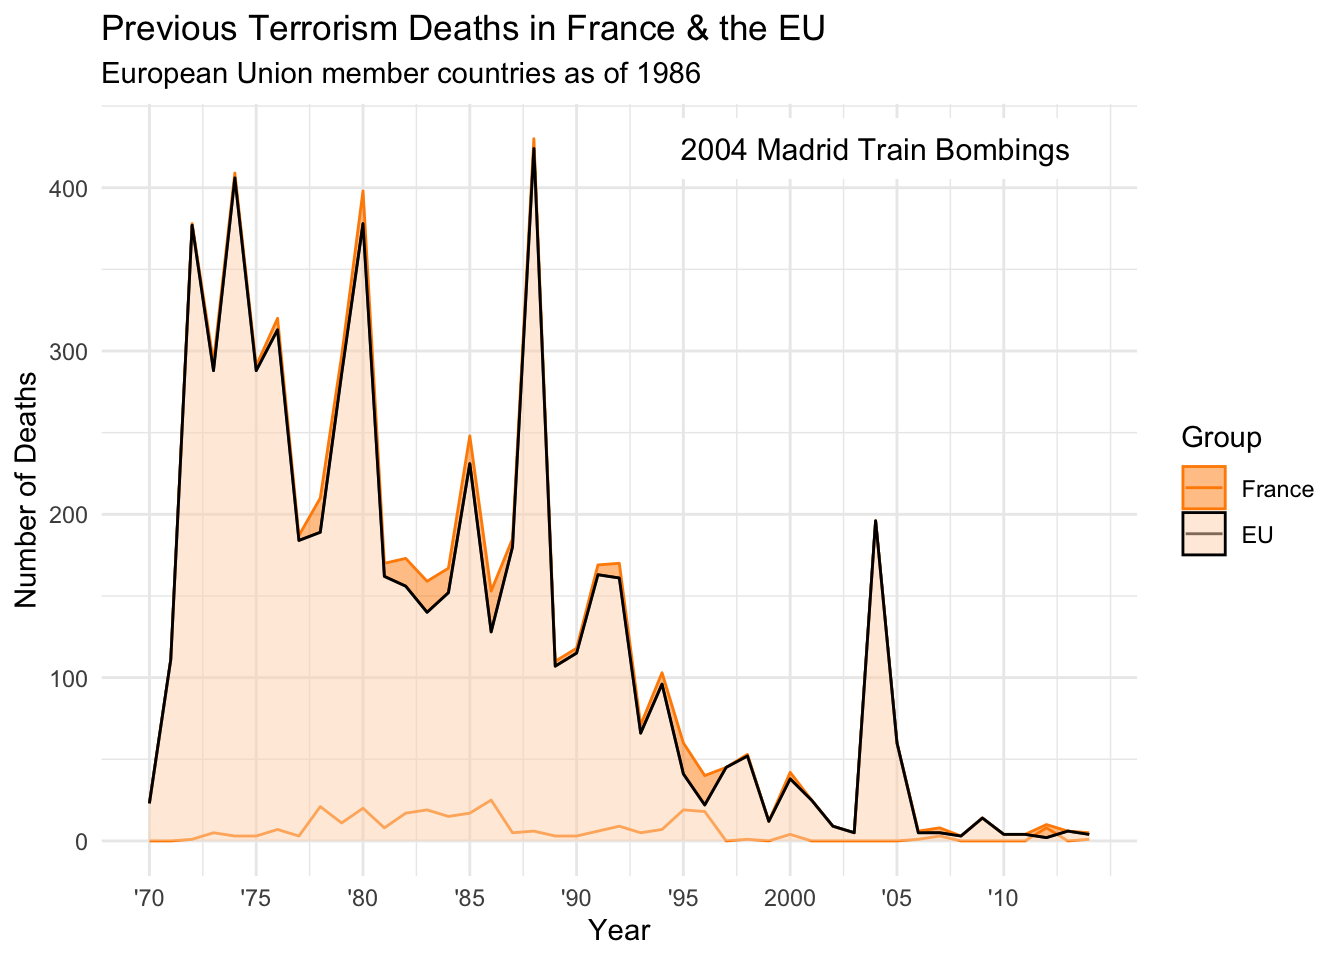 Previous Terrorism Deaths in France & the EU
European Union member countries as of 1986
2004 Madrid Train Bombings
Number of Deaths
400
300
200
100
0
'70 '75 '80 '85 '90 '95 2000 '05 '10
Year
Group
France
EU